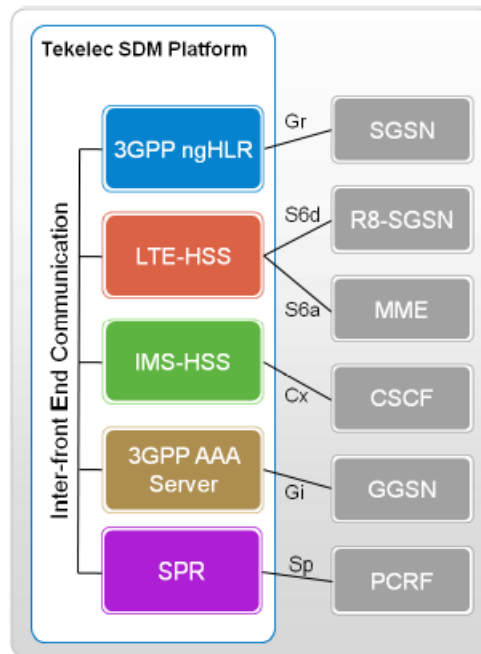 Tekelec SDM Platform
Inter-front End Communication
3GPP ngHLR
Gr
SGSN
LTE-HSS
S6d
R8-SGSN
S6a
MME
IMS-HSS
Cx
CSCF
3GPP AAA
Server
Gi
GGSN
SPR
Sp
PCRF